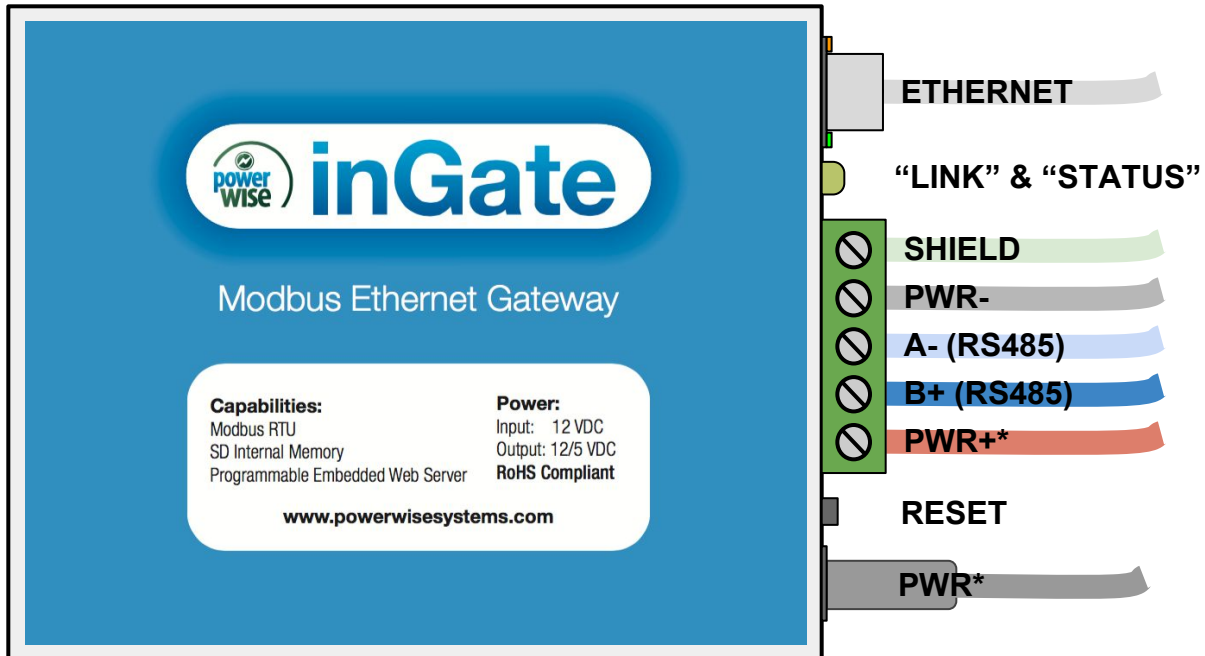 power
wise
inGate
Modbus Ethernet Gateway
Capabilities:
Modbus RTU
SD Internal Memory
Programmable Embedded Web Server
Power:
Input: 12 VDC
Output: 12/5 VDC
RoHS Compliant
www.powerwisesystems.com
ETHERNET
“LINK” & “STATUS”
SHIELD
PWR-
A- (RS485)
B+ (RS485)
PWR+*
RESET
PWR*